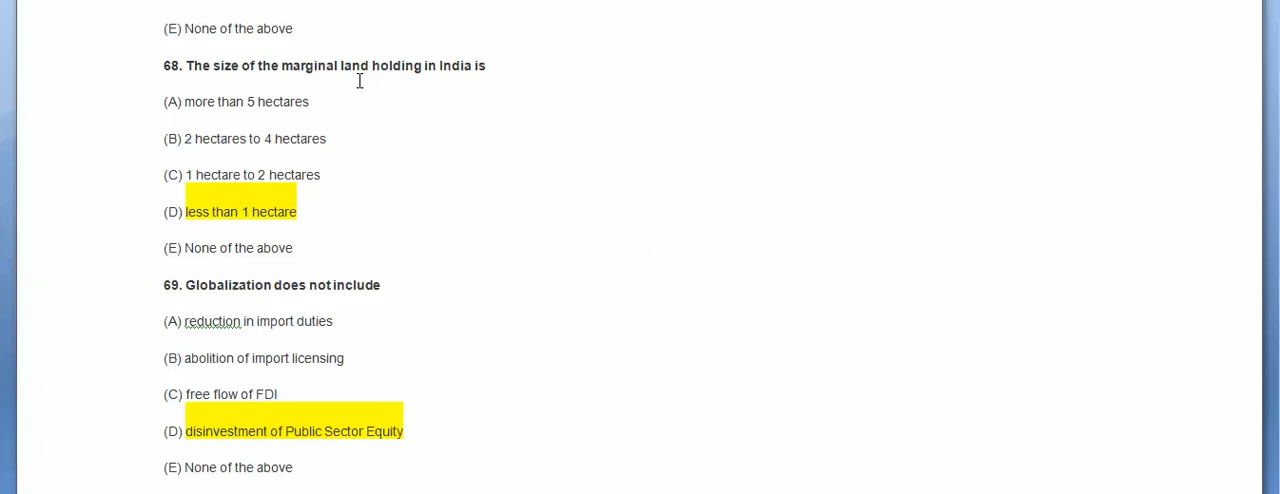 (E) None of the above
68. The size of the marginal land holding in India is
(A) more than 5 hectares
(B) 2 hectares to 4 hectares
(C) 1 hectare to 2 hectares
(D) less than 1 hectare
(E) None of the above
69. Globalization does not include
(A) reduction in import duties
(B) abolition of import licensing
(C) free flow of FDI
(D) disinvestment of Public Sector Equity
(E) None of the above